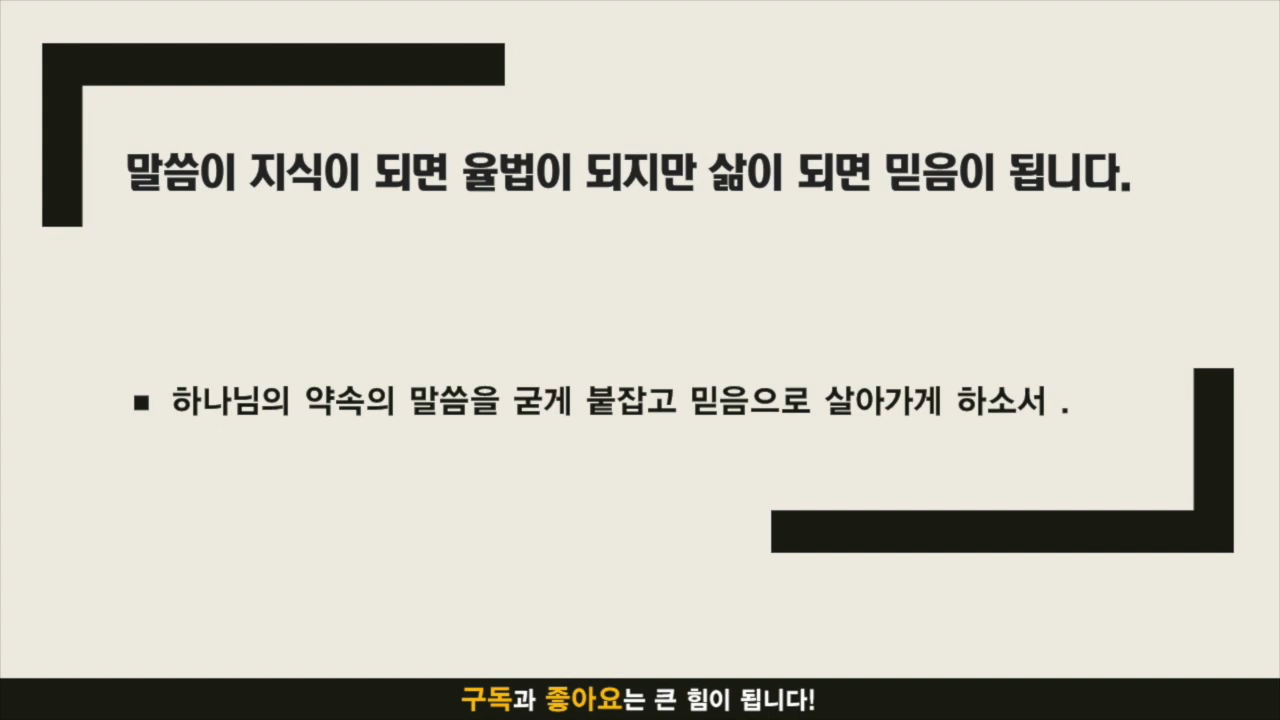 말씀이 지식이 되면 율법이 되지만 삶이 되면 믿음이 됩니다.
■ 하나님의 약속의 말씀을 굳게 붙잡고 믿음으로 살아가게 하소서 .
구독과 좋아요는 큰 힘이 됩니다!